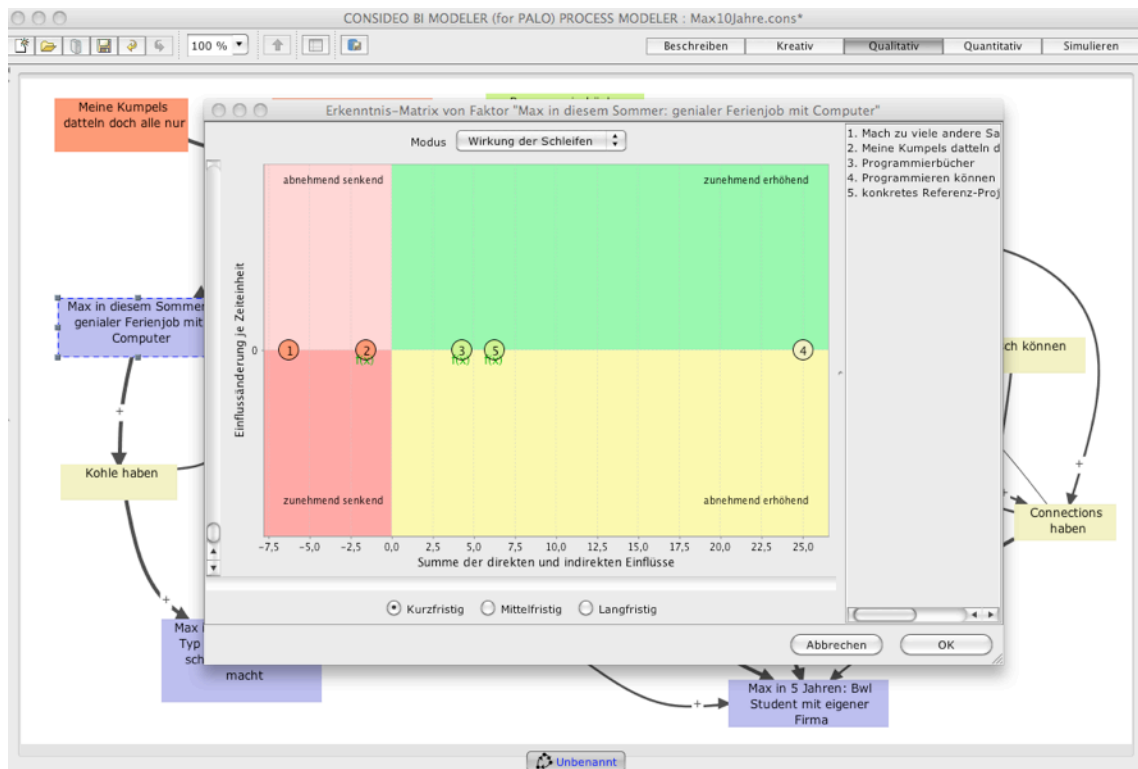 CONSIDEO BI MODELER (for PALO) PROCESS MODELER : Max10Jahre.cons*
100 %
Beschreiben
Kreativ
Qualitativ
Quantitativ
Simulieren
Meine Kumpels
datteln doch alle nur
Erkenntnis-Matrix von Faktor "Max in diesem Sommer: genialer Ferienjob mit Computer"
Modus
Wirkung der Schleifen
1. Mach zu viele andere Sa
2. Meine Kumpels datteln d
3. Programmierbücher
4. Programmieren können
5. konkretes Referenz-Proj
abnehmend senkend
zunehmend erhöhend
Einflussänderung je Zeiteinheit
0
1
2
3
5
4
zunehmend senkend
abnehmend erhöhend
-7,5
-5,0
-2,5
0,0
2,5
5,0
7,5
10,0
12,5
15,0
17,5
20,0
22,5
25,0
Summe der direkten und indirekten Einflüsse
Kurzfristig
Mittelfristig
Langfristig
Abbrechen
OK
Max in diesem Sommer
genialer Ferienjob mit
Computer
+
Kohle haben
+
Max i
Typ
sch
macht
ch können
+
+
Connections
haben
+
Max in 5 Jahren: Bwl
Student mit eigener
Firma
Unbenannt